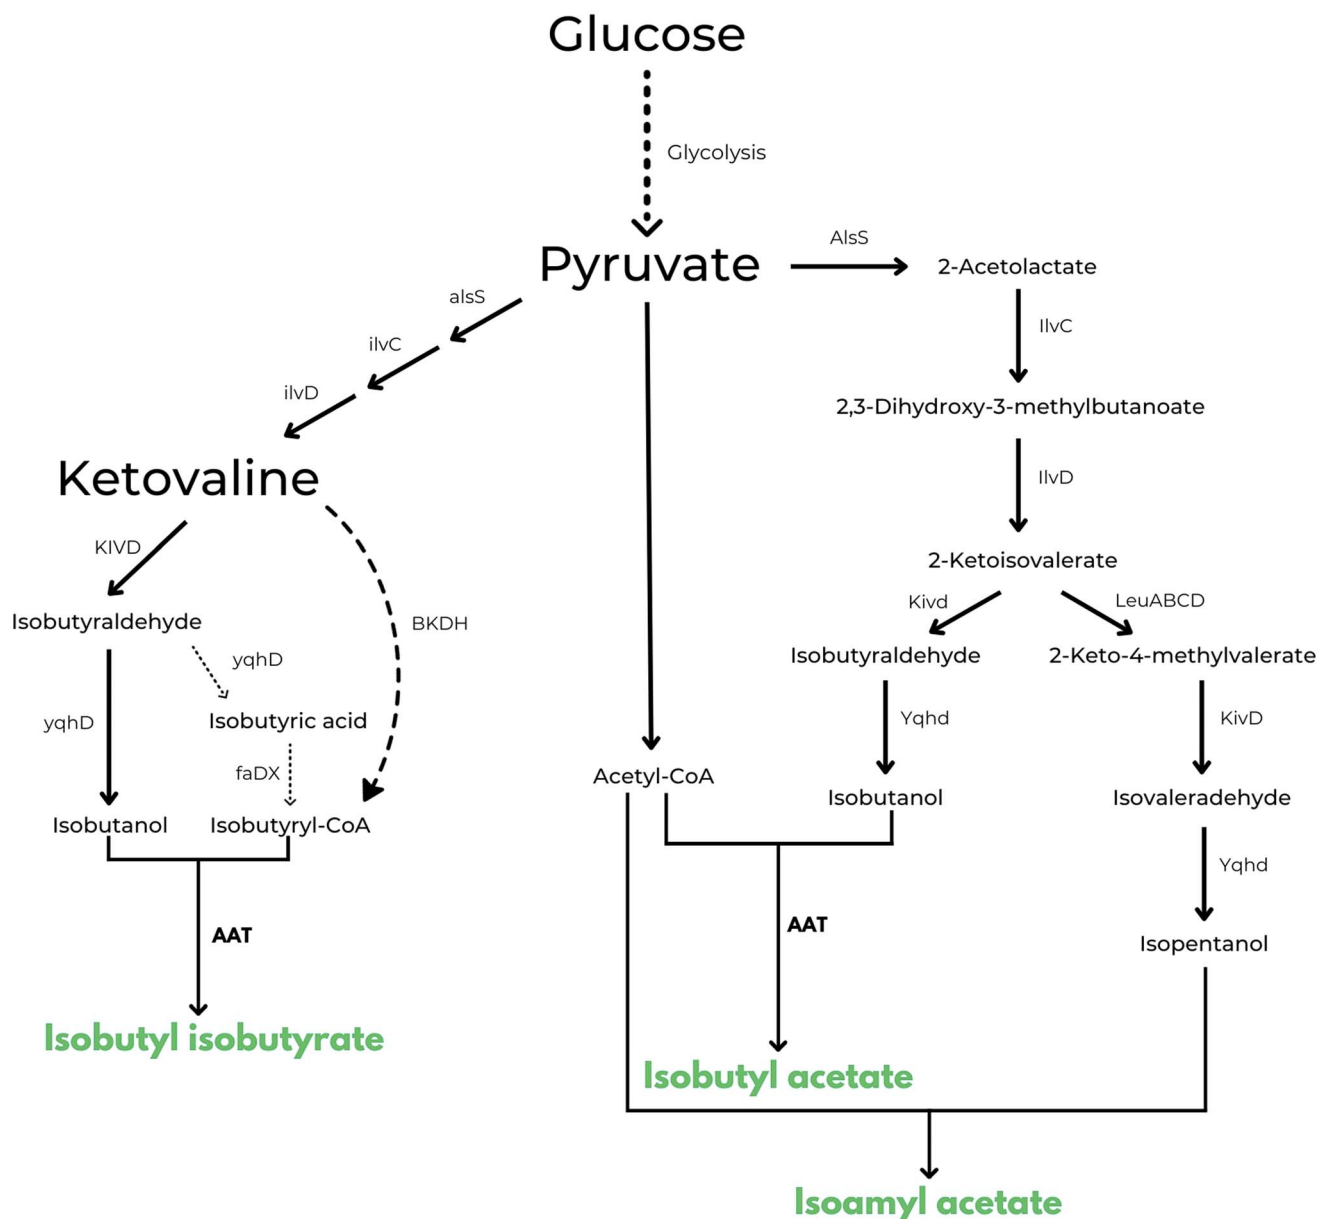 Glucose
Glycolysis
Pyruvate
AlsS
2-Acetolactate
alsS
ilvC
ilvD
IlvC
2,3-Dihydroxy-3-methylbutanoate
IlvD
Ketovaline
KIVD
BKDH
Isobutyraldehyde
yqhD
yqhD
Isobutyric acid
faDX
Isobutanol
Isobutyryl-CoA
AAT
Isobutyl isobutyrate
2-Ketoisovalerate
Kivd
LeuABCD
Isobutyraldehyde
2-Keto-4-methylvalerate
Yqhd
KivD
Acetyl-CoA
Isobutanol
Isovaleradehyde
Yqhd
AAT
Isopentanol
Isobutyl acetate
Isoamyl acetate